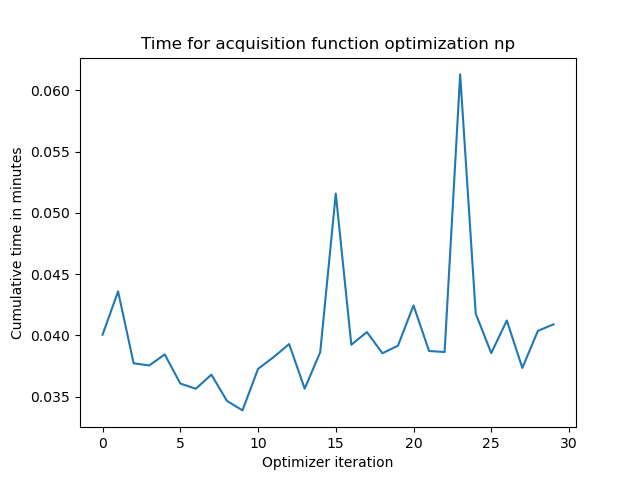 Time for acquisition function optimization np
Cumulative time in minutes
0.060
0.055
0.050
0.045
0.040
0.035
0 5 10 15 20 25 30
Optimizer iteration